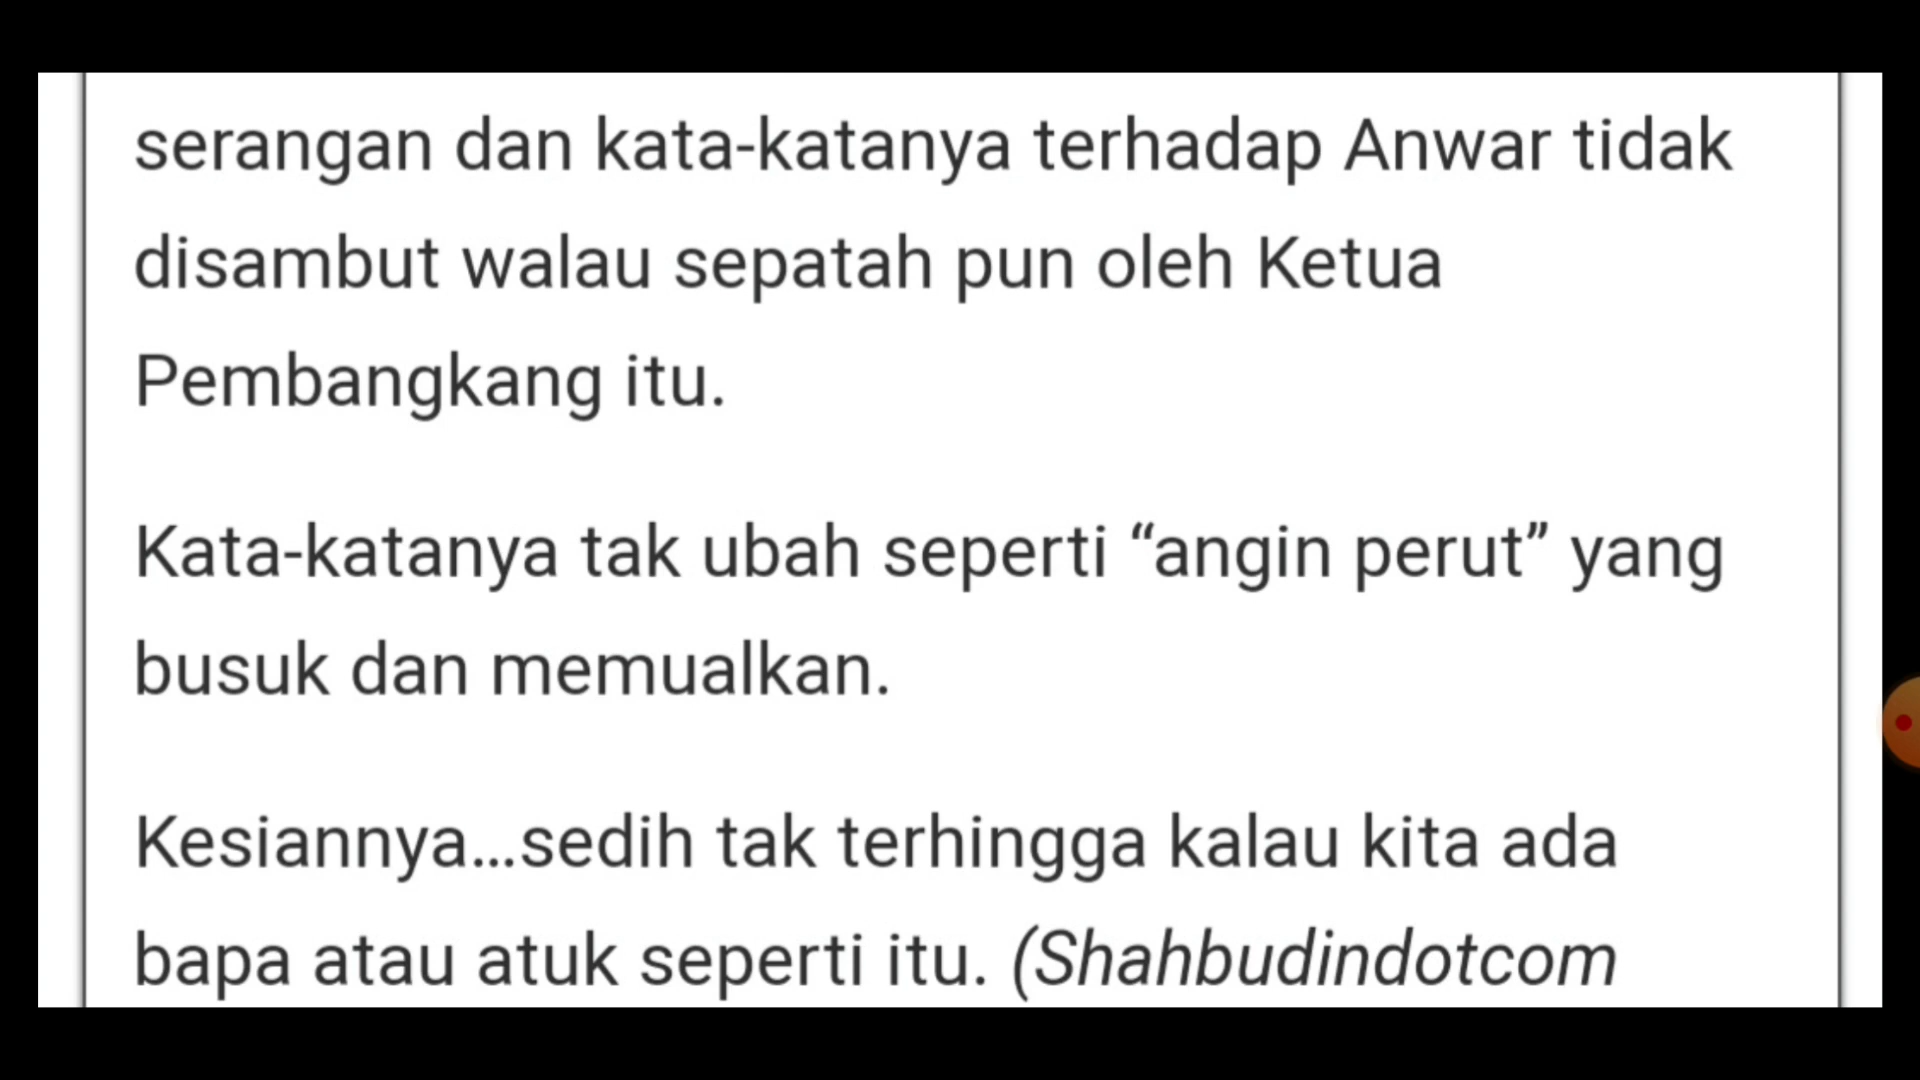 serangan dan kata-katanya terhadap Anwar tidak
disambut walau sepatah pun oleh Ketua
Pembangkang itu.
Kata-katanya tak ubah seperti “angin perut” yang
busuk dan memualkan.
Kesiannya...sedih tak terhingga kalau kita ada
bapa atau atuk seperti itu. (Shahbudindotcom